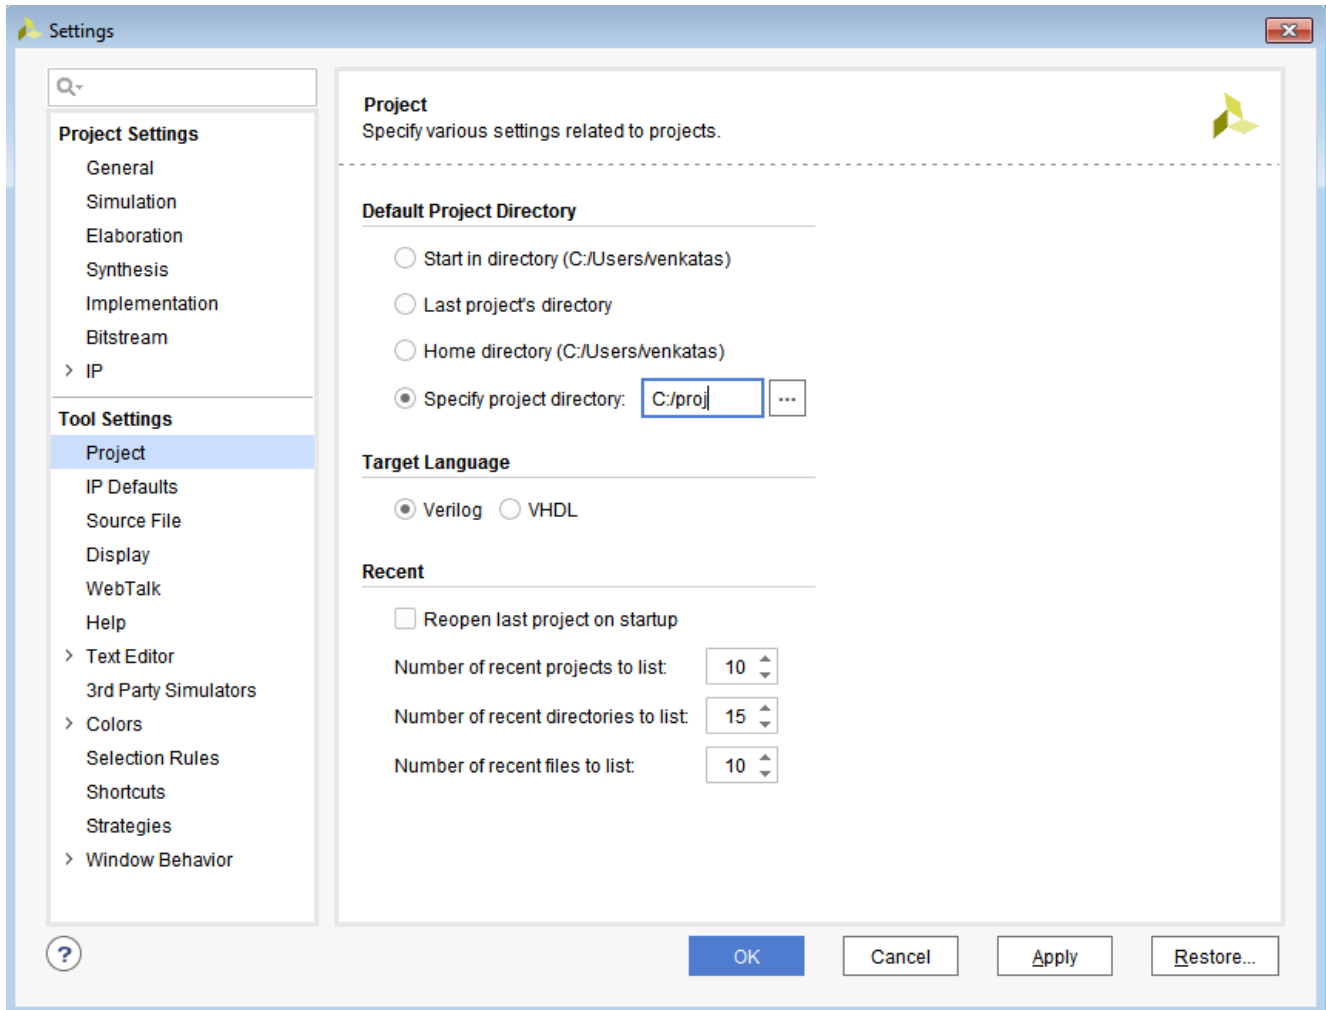 Settings
Project Settings
General
Simulation
Elaboration
Synthesis
Implementation
Bitstream
IP
Tool Settings
Project
IP Defaults
Source File
Display
WebTalk
Help
Text Editor
3rd Party Simulators
Colors
Selection Rules
Shortcuts
Strategies
Window Behavior
Project
Specify various settings related to projects.
Default Project Directory
Start in directory (C:/Users/venkatas)
Last project's directory
Home directory (C:/Users/venkatas)
Specify project directory: C:/proj ...
Target Language
Verilog VHDL
Recent
Reopen last project on startup
Number of recent projects to list: 10
Number of recent directories to list: 15
Number of recent files to list: 10
? OK Cancel Apply Restore...